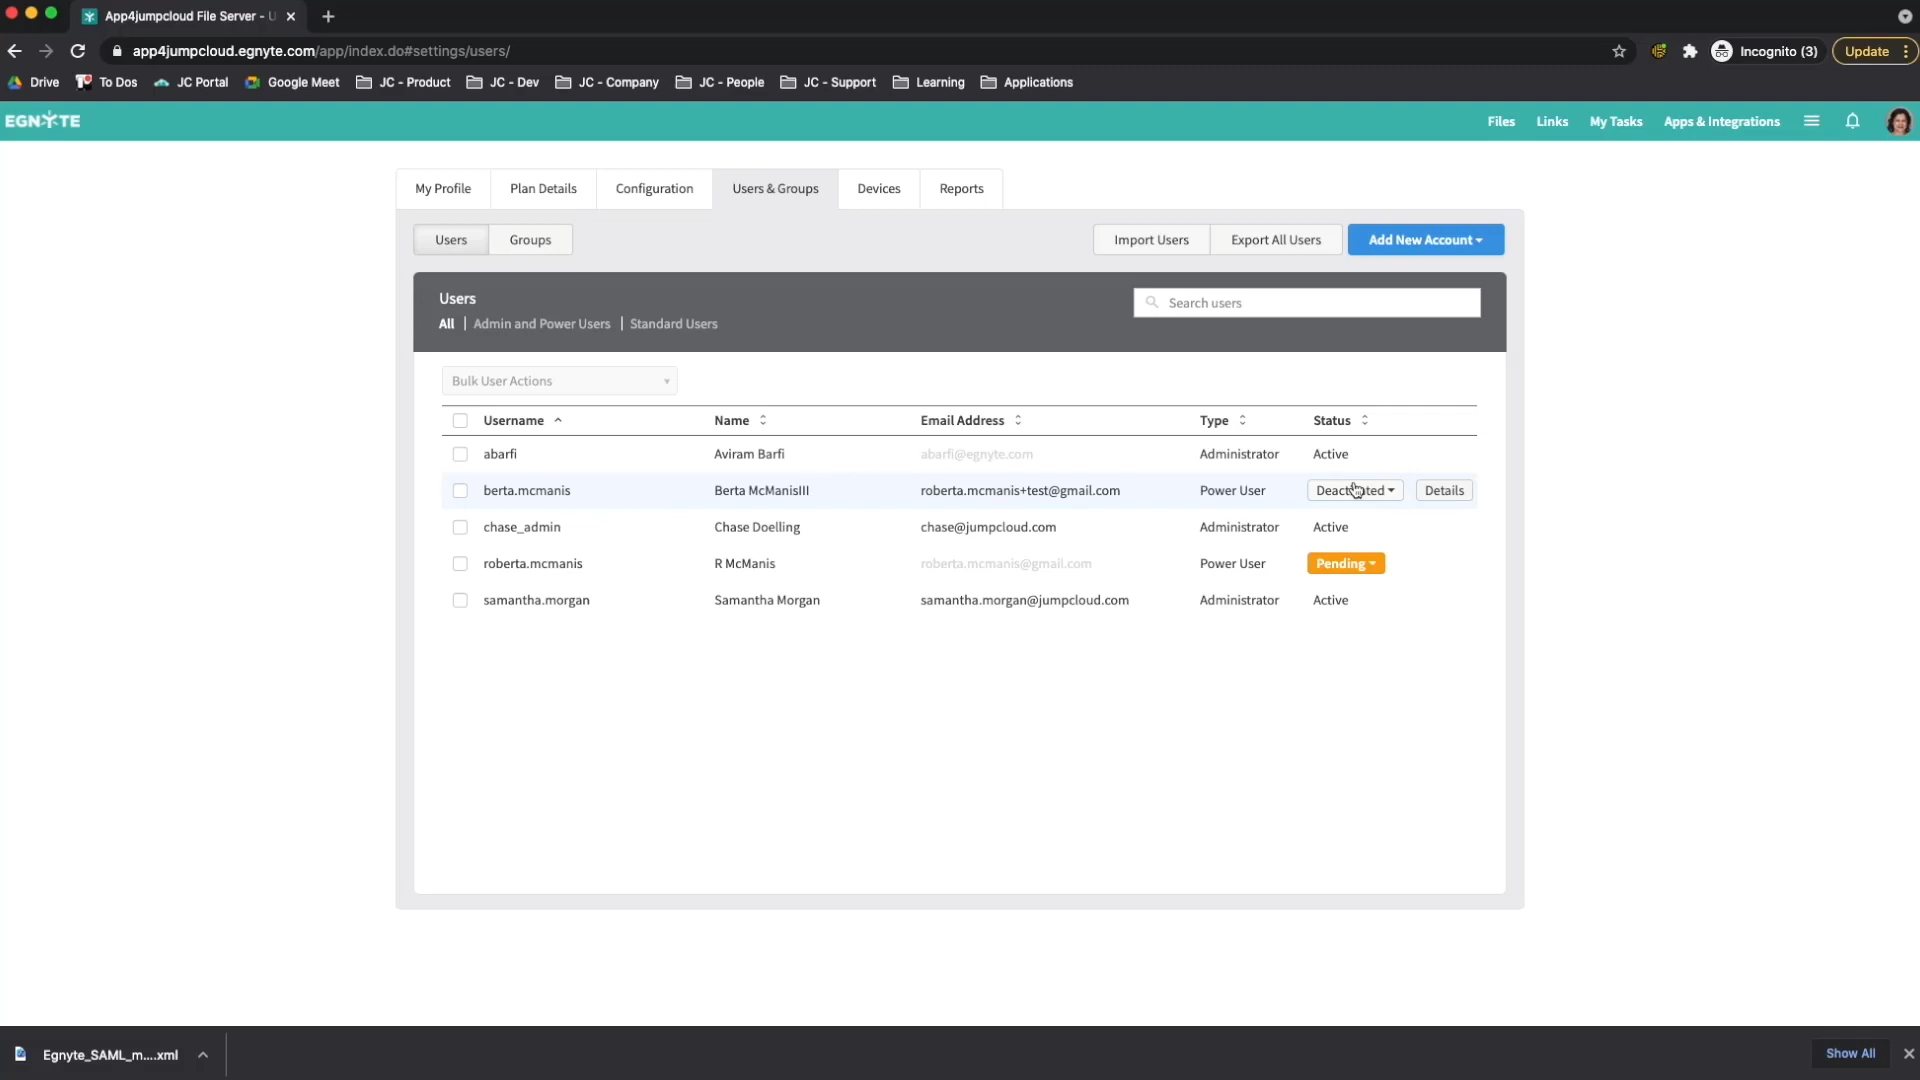 App4jumpcloud File Server - U
app4jumpcloud.egnyte.com/app/index.do#settings/users/
Incognito (3)
Update
Drive
To Dos
JC Portal
Google Meet
JC - Product
JC - Dev
JC - Company
JC - People
JC - Support
Learning
Applications
EGNYTE
Files
Links
My Tasks
Apps & Integrations
My Profile
Plan Details
Configuration
Users & Groups
Devices
Reports
Users
Groups
Import Users
Export All Users
Add New Account
Users
Search users
All | Admin and Power Users | Standard Users
Bulk User Actions
Username Name Email Address Type Status
abarfi Aviram Barfi abarfi@egnyte.com Administrator Active
berta.mcmanis Berta McManisIII roberta.mcmanis+test@gmail.com Power User Deactivated Details
chase_admin Chase Doelling chase@jumpcloud.com Administrator Active
roberta.mcmanis R McManis roberta.mcmanis@gmail.com Power User Pending
samantha.morgan Samantha Morgan samantha.morgan@jumpcloud.com Administrator Active
Egnyte_SAML_m....xml
Show All